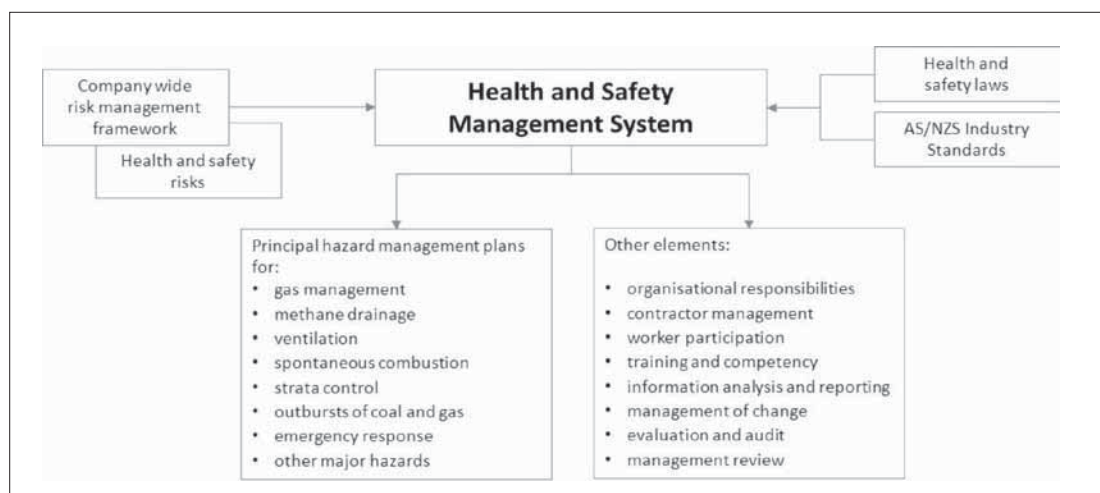 Company wide
risk management
framework
Health and safety
risks
Health and Safety
Management System
Health and
safety laws
AS/NZS Industry
Standards
Principal hazard management plans
for:
• gas management
• methane drainage
• ventilation
• spontaneous combustion
• strata control
• outbursts of coal and gas
• emergency response
• other major hazards
Other elements:
• organisational responsibilities
• contractor management
• worker participation
• training and competency
• information analysis and reporting
• management of change
• evaluation and audit
• management review